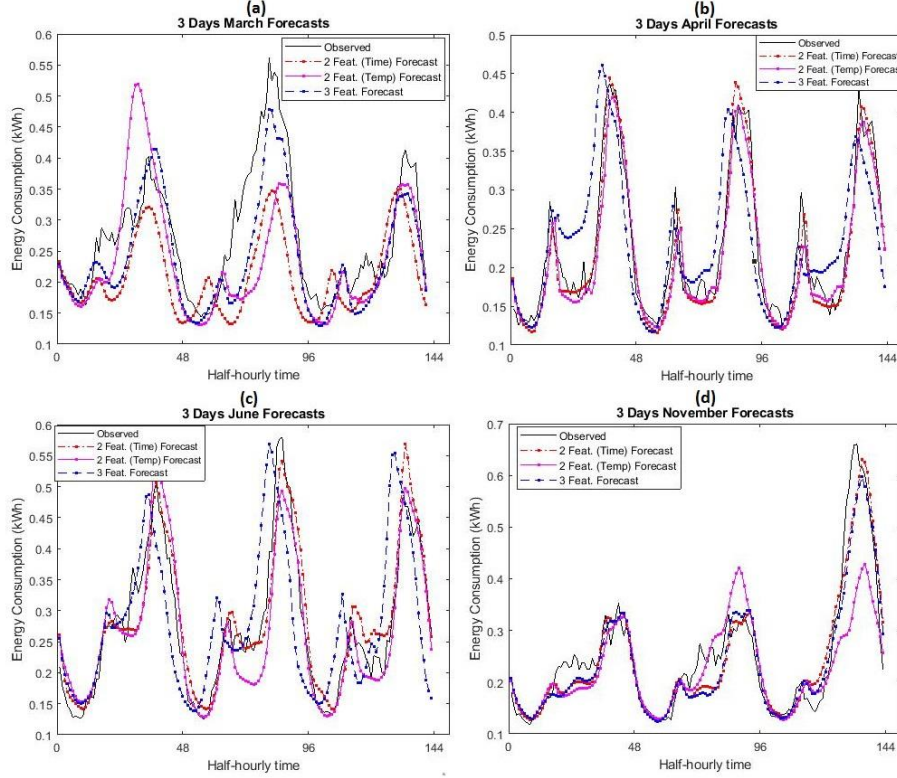 (a)
3 Days March Forecasts
Observed
2 Feat. (Time) Forecast
2 Feat. (Temp) Forecast
3 Feat. Forecast
Energy Consumption (kWh)
0.6
0.55
0.5
0.45
0.4
0.35
0.3
0.25
0.2
0.15
0.1
0
48
96
144
Half-hourly time
(b)
3 Days April Forecasts
Observed
2 Feat. (Time) Forecast
2 Feat. (Temp) Forecast
3 Feat. Forecast
Energy Consumption (kWh)
0.5
0.45
0.4
0.35
0.3
0.25
0.2
0.15
0.1
0
48
96
144
Half-hourly time
(c)
3 Days June Forecasts
Observed
2 Feat. (Time) Forecast
2 Feat. (Temp) Forecast
3 Feat. Forecast
Energy Consumption (kWh)
0.6
0.55
0.5
0.45
0.4
0.35
0.3
0.25
0.2
0.15
0.1
0
48
96
144
Half-hourly time
(d)
3 Days November Forecasts
Observed
2 Feat. (Time) Forecast
2 Feat. (Temp) Forecast
3 Feat. Forecast
Energy Consumption (kWh)
0.7
0.6
0.5
0.4
0.3
0.2
0.1
0
48
96
144
Half-hourly time